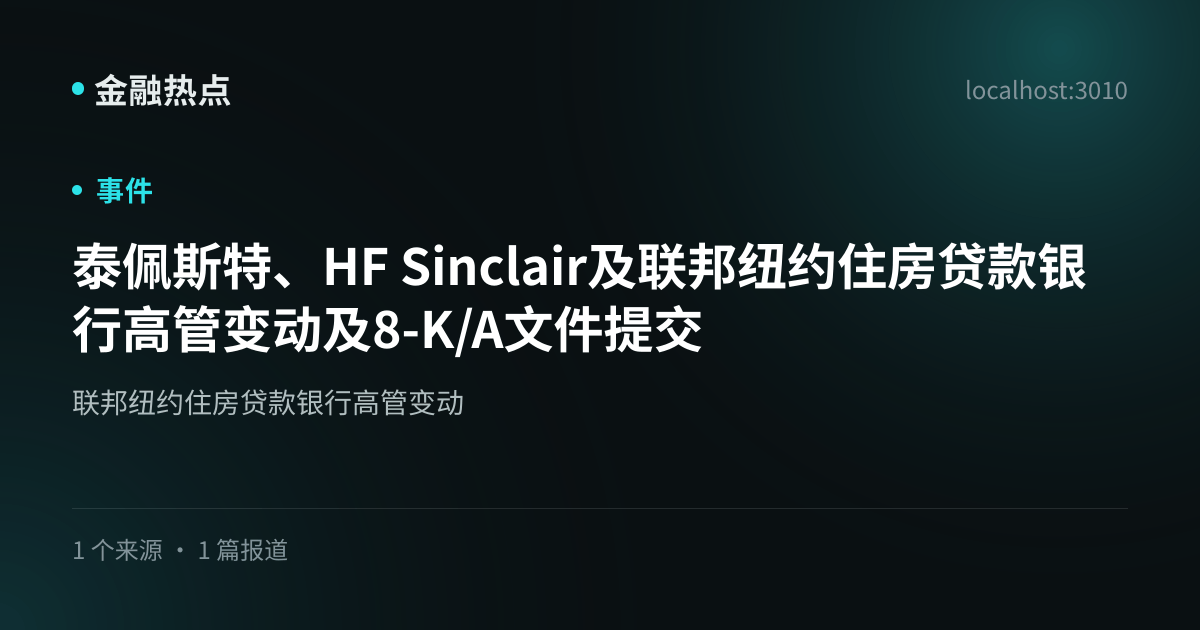 金融热点
localhost:3010
事件
泰佩斯特、HF Sinclair及联邦纽约住房贷款银
行高管变动及8-K/A文件提交
联邦纽约住房贷款银行高管变动
1 个来源 · 1 篇报道